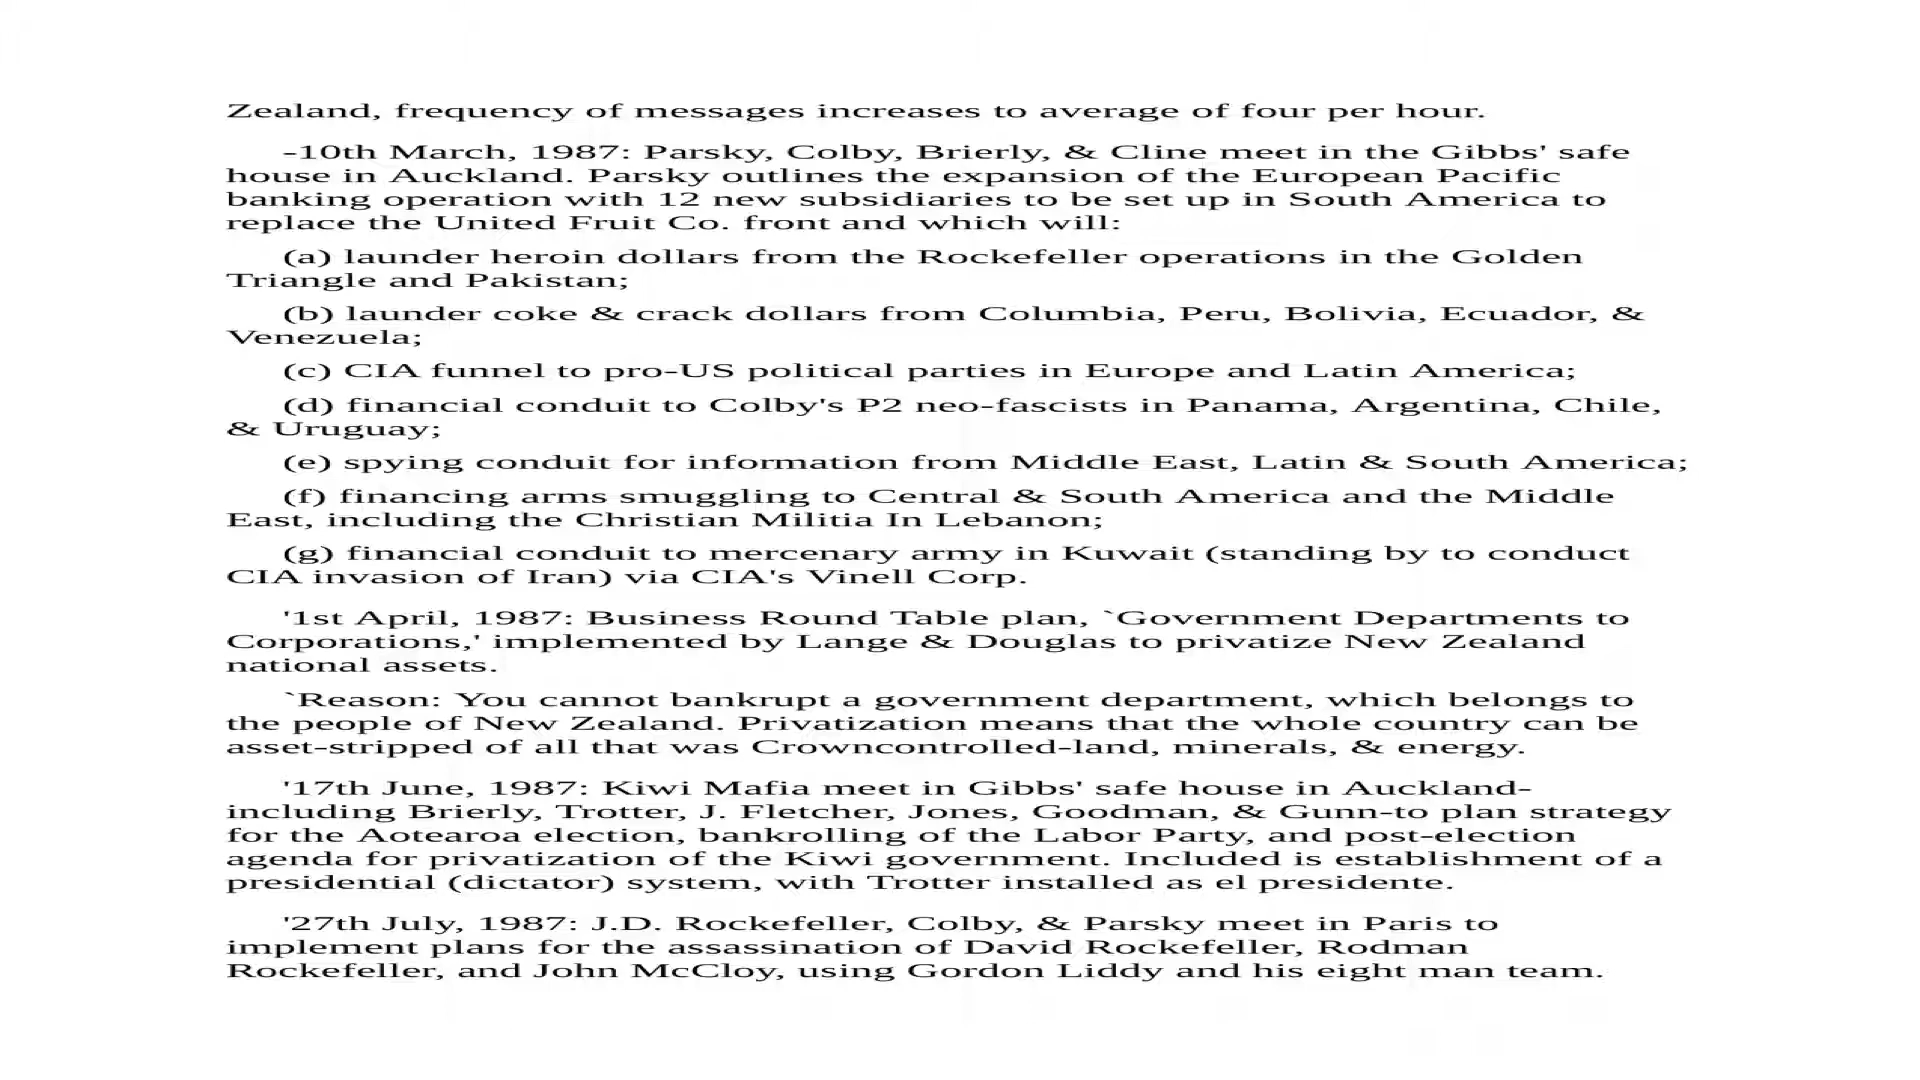 Zealand, frequency of messages increases to average of four per hour.
-10th March, 1987: Parsky, Colby, Brierly, & Cline meet in the Gibbs' safe
house in Auckland. Parsky outlines the expansion of the European Pacific
banking operation with 12 new subsidiaries to be set up in South America to
replace the United Fruit Co. front and which will:
(a) launder heroin dollars from the Rockefeller operations in the Golden
Triangle and Pakistan;
(b) launder coke & crack dollars from Columbia, Peru, Bolivia, Ecuador, &
Venezuela;
(c) CIA funnel to pro-US political parties in Europe and Latin America;
(d) financial conduit to Colby's P2 neo-fascists in Panama, Argentina, Chile,
& Uruguay;
(e) spying conduit for information from Middle East, Latin & South America;
(f) financing arms smuggling to Central & South America and the Middle
East, including the Christian Militia In Lebanon;
(g) financial conduit to mercenary army in Kuwait (standing by to conduct
CIA invasion of Iran) via CIA's Vinell Corp.
'1st April, 1987: Business Round Table plan, `Government Departments to
Corporations,' implemented by Lange & Douglas to privatize New Zealand
national assets.
`Reason: You cannot bankrupt a government department, which belongs to
the people of New Zealand. Privatization means that the whole country can be
asset-stripped of all that was Crowncontrolled-land, minerals, & energy.
'17th June, 1987: Kiwi Mafia meet in Gibbs' safe house in Auckland-
including Brierly, Trotter, J. Fletcher, Jones, Goodman, & Gunn-to plan strategy
for the Aotearoa election, bankrolling of the Labor Party, and post-election
agenda for privatization of the Kiwi government. Included is establishment of a
presidential (dictator) system, with Trotter installed as el presidente.
'27th July, 1987: J.D. Rockefeller, Colby, & Parsky meet in Paris to
implement plans for the assassination of David Rockefeller, Rodman
Rockefeller, and John McCloy, using Gordon Liddy and his eight man team.